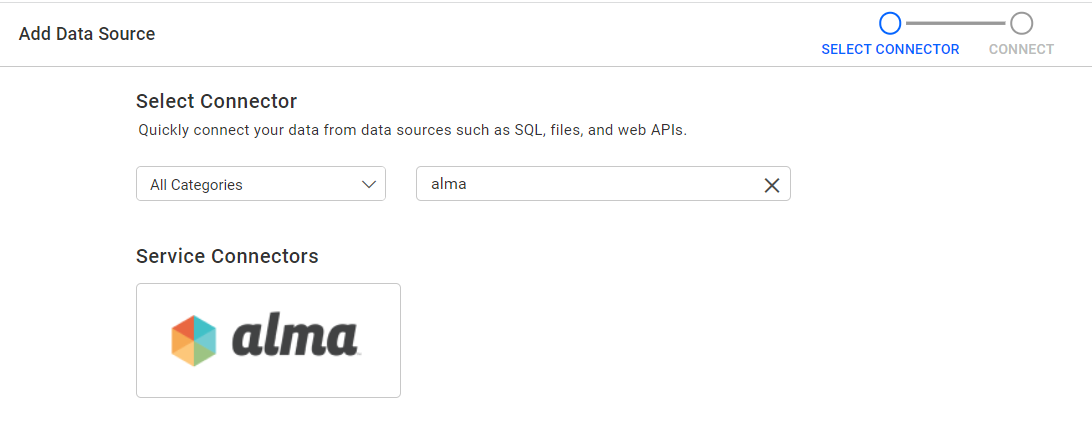 Add Data Source
SELECT CONNECTOR
CONNECT
Select Connector
Quickly connect your data from data sources such as SQL, files, and web APIs.
All Categories
alma
Service Connectors
alma